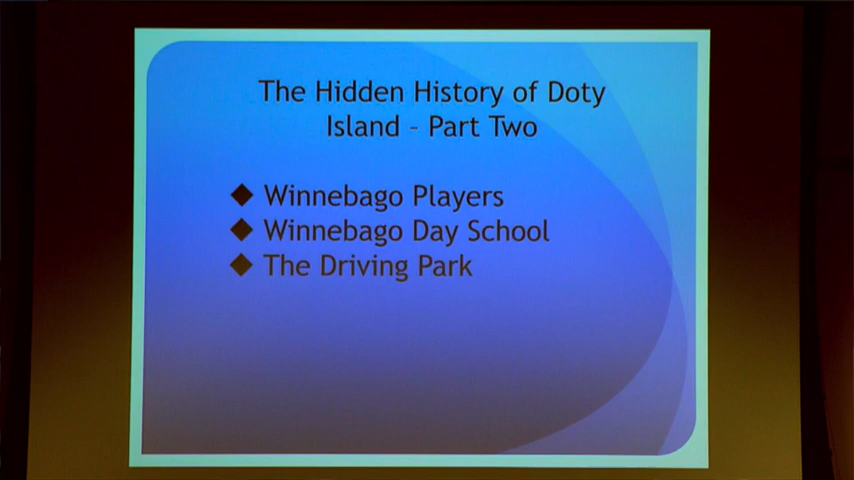 The Hidden History of Doty
Island - Part Two
◆ Winnebago Players
◆ Winnebago Day School
◆ The Driving Park